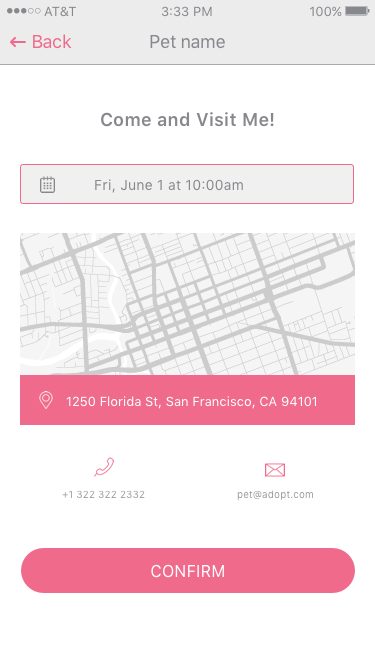 AT&T 3:33 PM 100%
Back Pet name
Come and Visit Me!
Fri, June 1 at 10:00am
1250 Florida St, San Francisco, CA 94101
+1 322 322 2332 pet@adopt.com
CONFIRM